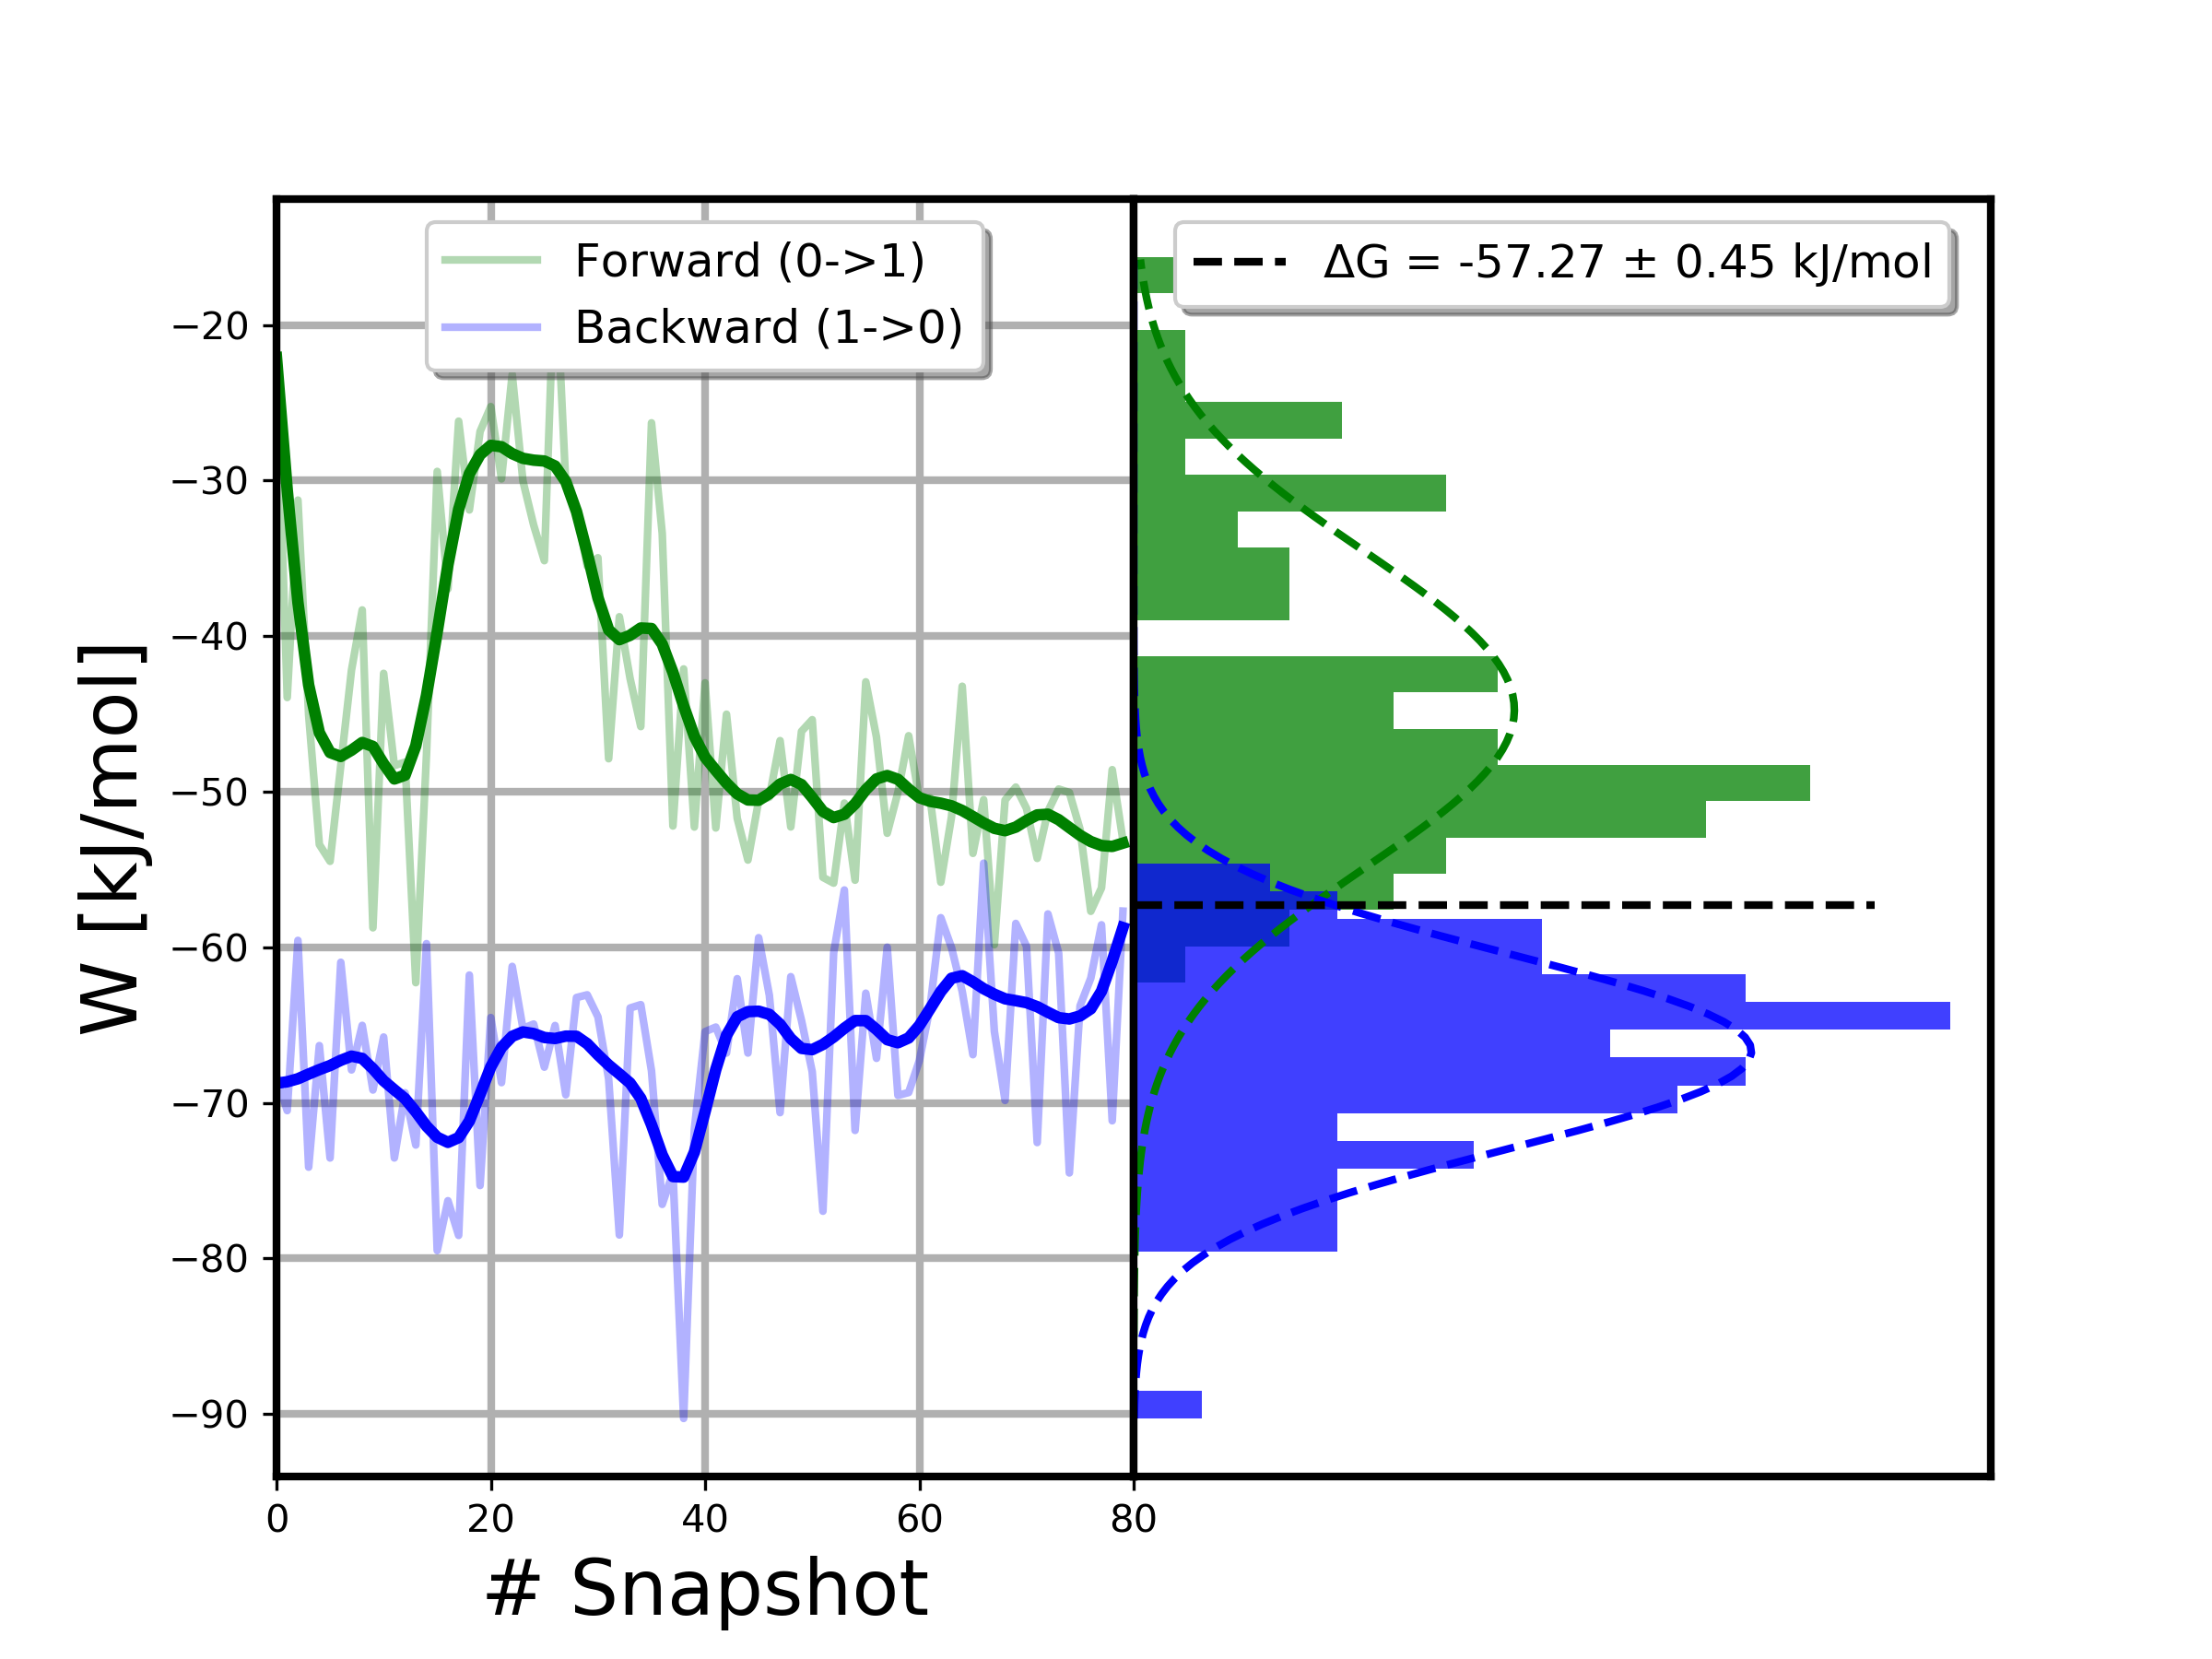 Forward (0->1)
Backward (1->0)
ΔG = -57.27 ± 0.45 kJ/mol
W [kJ/mol]
−20
−30
−40
−50
−60
−70
−80
−90
0 20 40 60 80
# Snapshot